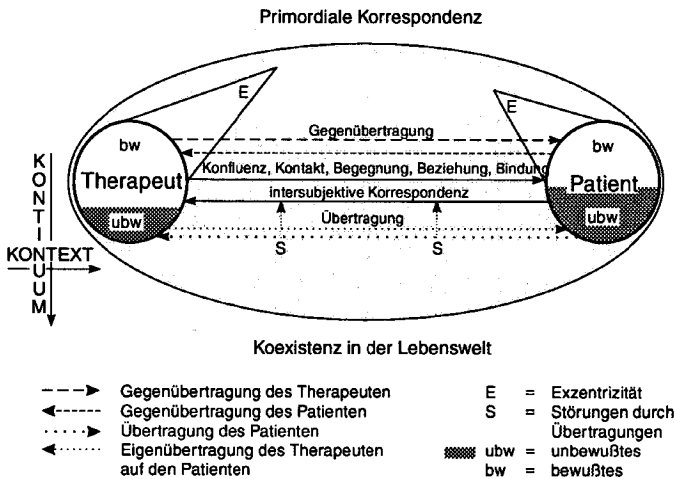 Primordiale Korrespondenz
E
E
bw
Gegenübertragung
bw
Konfluenz, Kontakt, Begegnung, Beziehung, Bindung
Therapeut
Patient
intersubjektive Korrespondenz
ubw
Übertragung
ubw
S
S
KONTINUUM
KONTEXT
Koexistenz in der Lebenswelt
Gegenübertragung des Therapeuten
Gegenübertragung des Patienten
Übertragung des Patienten
Eigenübertragung des Therapeuten
auf den Patienten
E = Exzentrizität
S = Störungen durch
Übertragungen
ubw = unbewußtes
bw = bewußtes